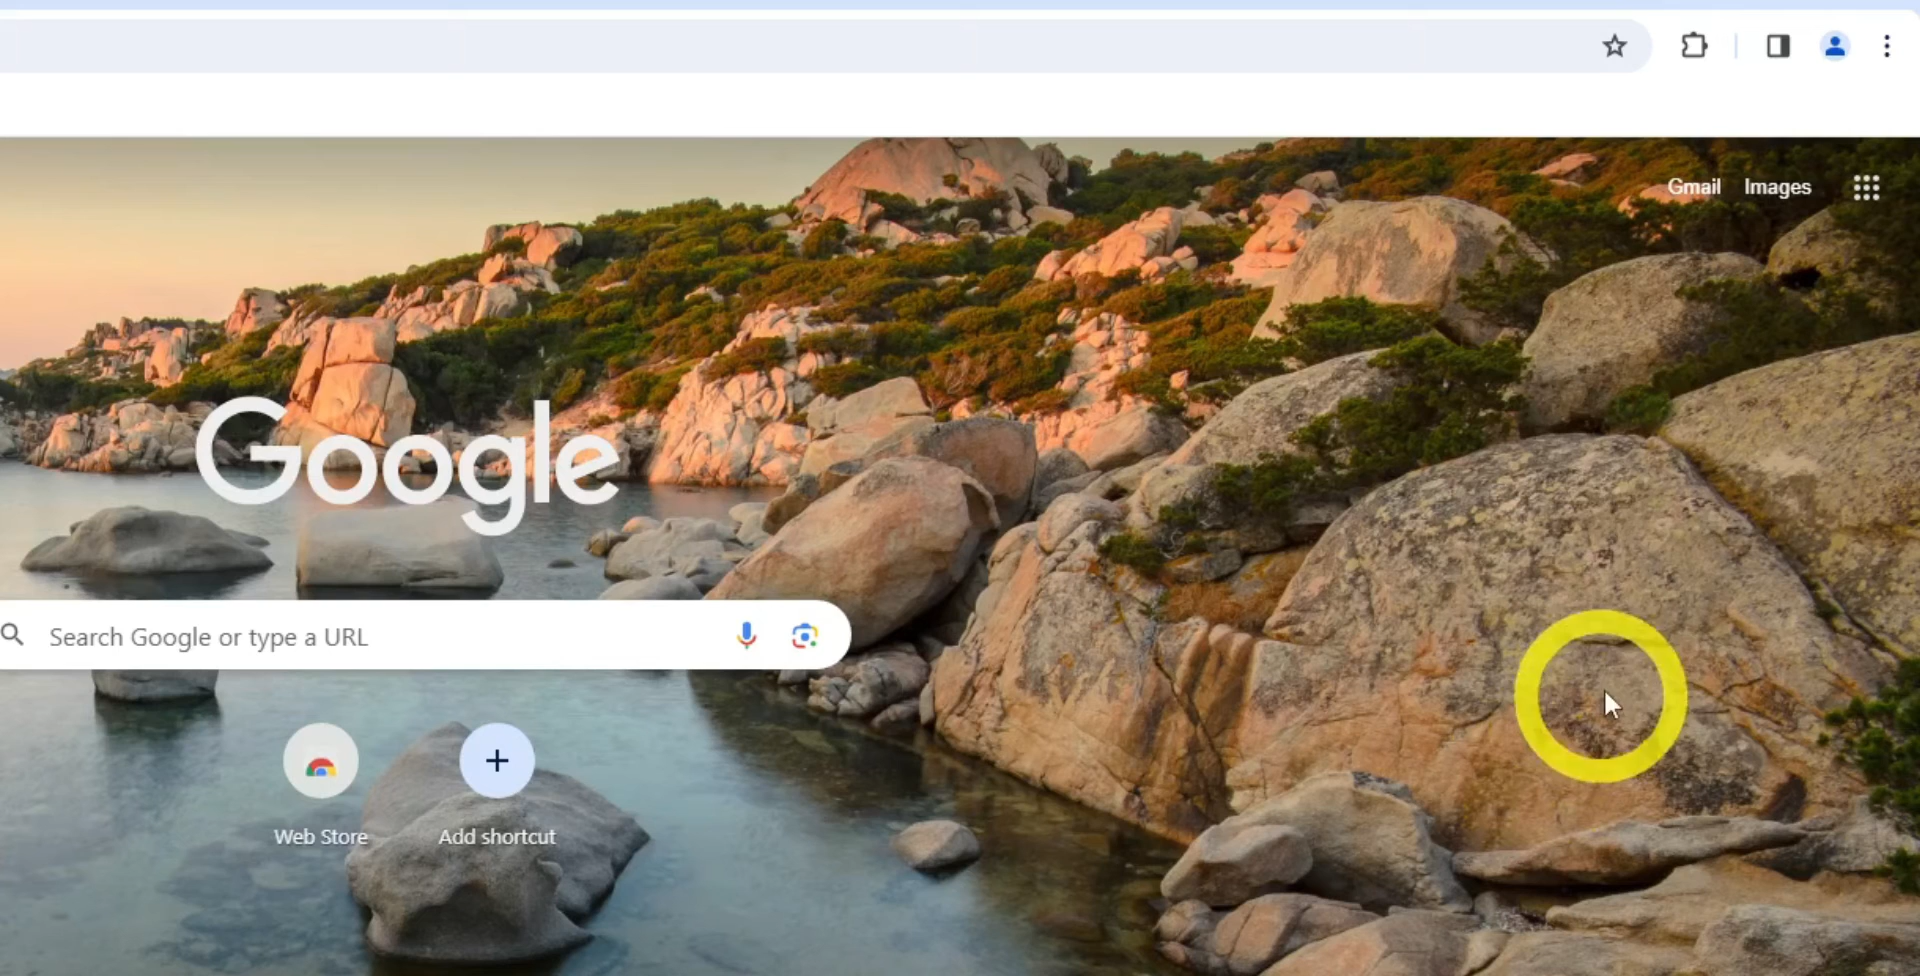 Gmail Images
Google
Search Google or type a URL
Web Store
Add shortcut